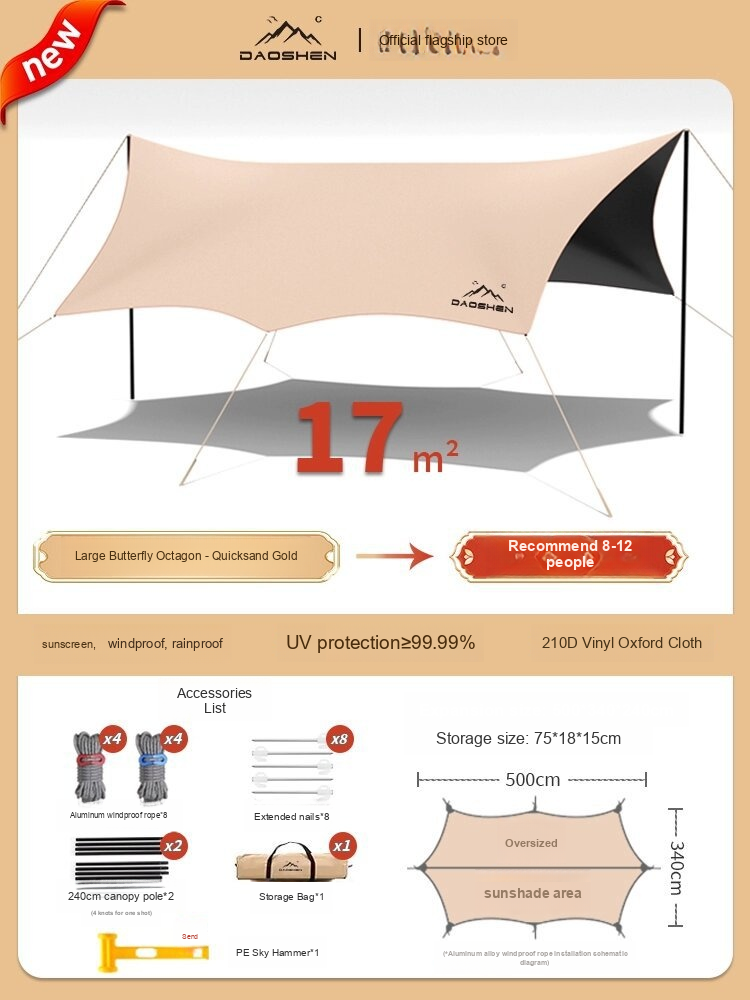 new
DAOSHEN
Official flagship store
DAOSHEN
17 m²
Large Butterfly Octagon - Quicksand Gold
Recommend 8-12
people
sunscreen, windproof, rainproof
UV protection≥99.99%
210D Vinyl Oxford Cloth
Accessories
List
x4
x4
x8
Aluminum windproof rope*8
Extended nails*8
x2
x1
240cm canopy pole*2
(4 knots for one shot)
Storage Bag*1
Send
PE Sky Hammer*1
Storage size: 75*18*15cm
500cm
Oversized
sunshade area
340cm
(*Aluminum alloy windproof rope installation schematic
diagram)